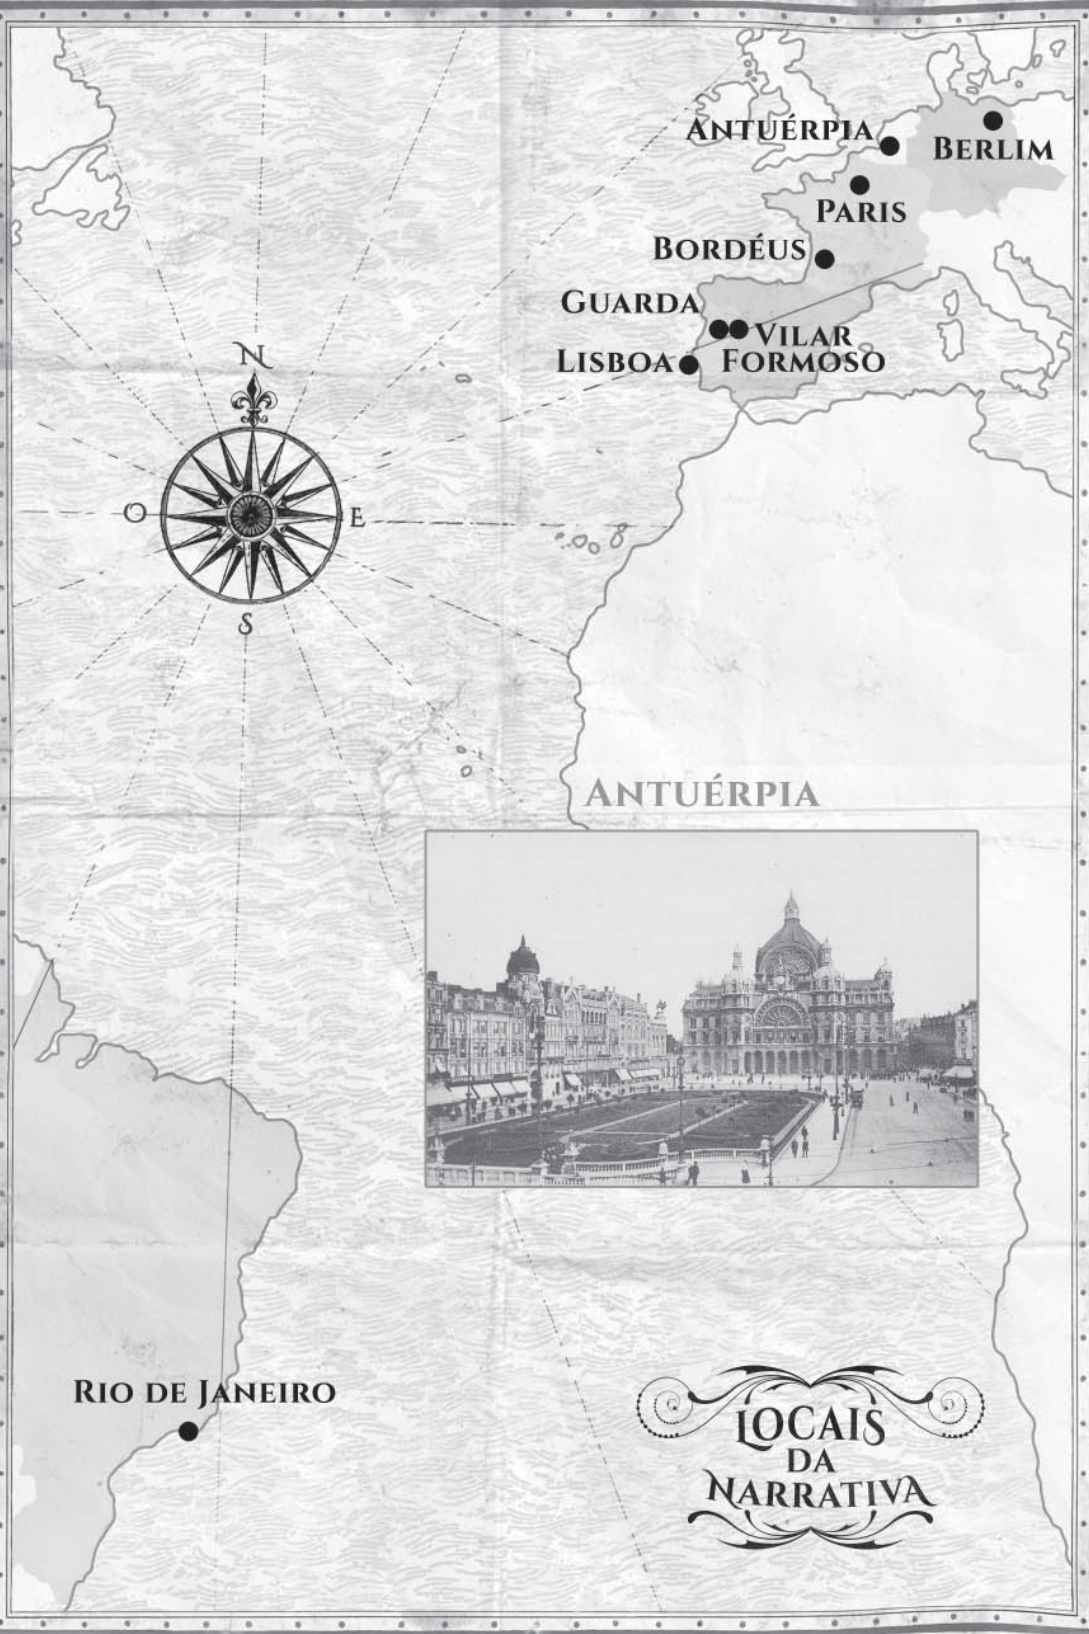 ANTUÉRPIA
BERLIM
PARIS
BORDÉUS
GUARDA
VILAR
FORMOSO
LISBOA
N
O
E
S
ANTUÉRPIA
RIO DE JANEIRO
LOCAIS
DA
NARRATIVA